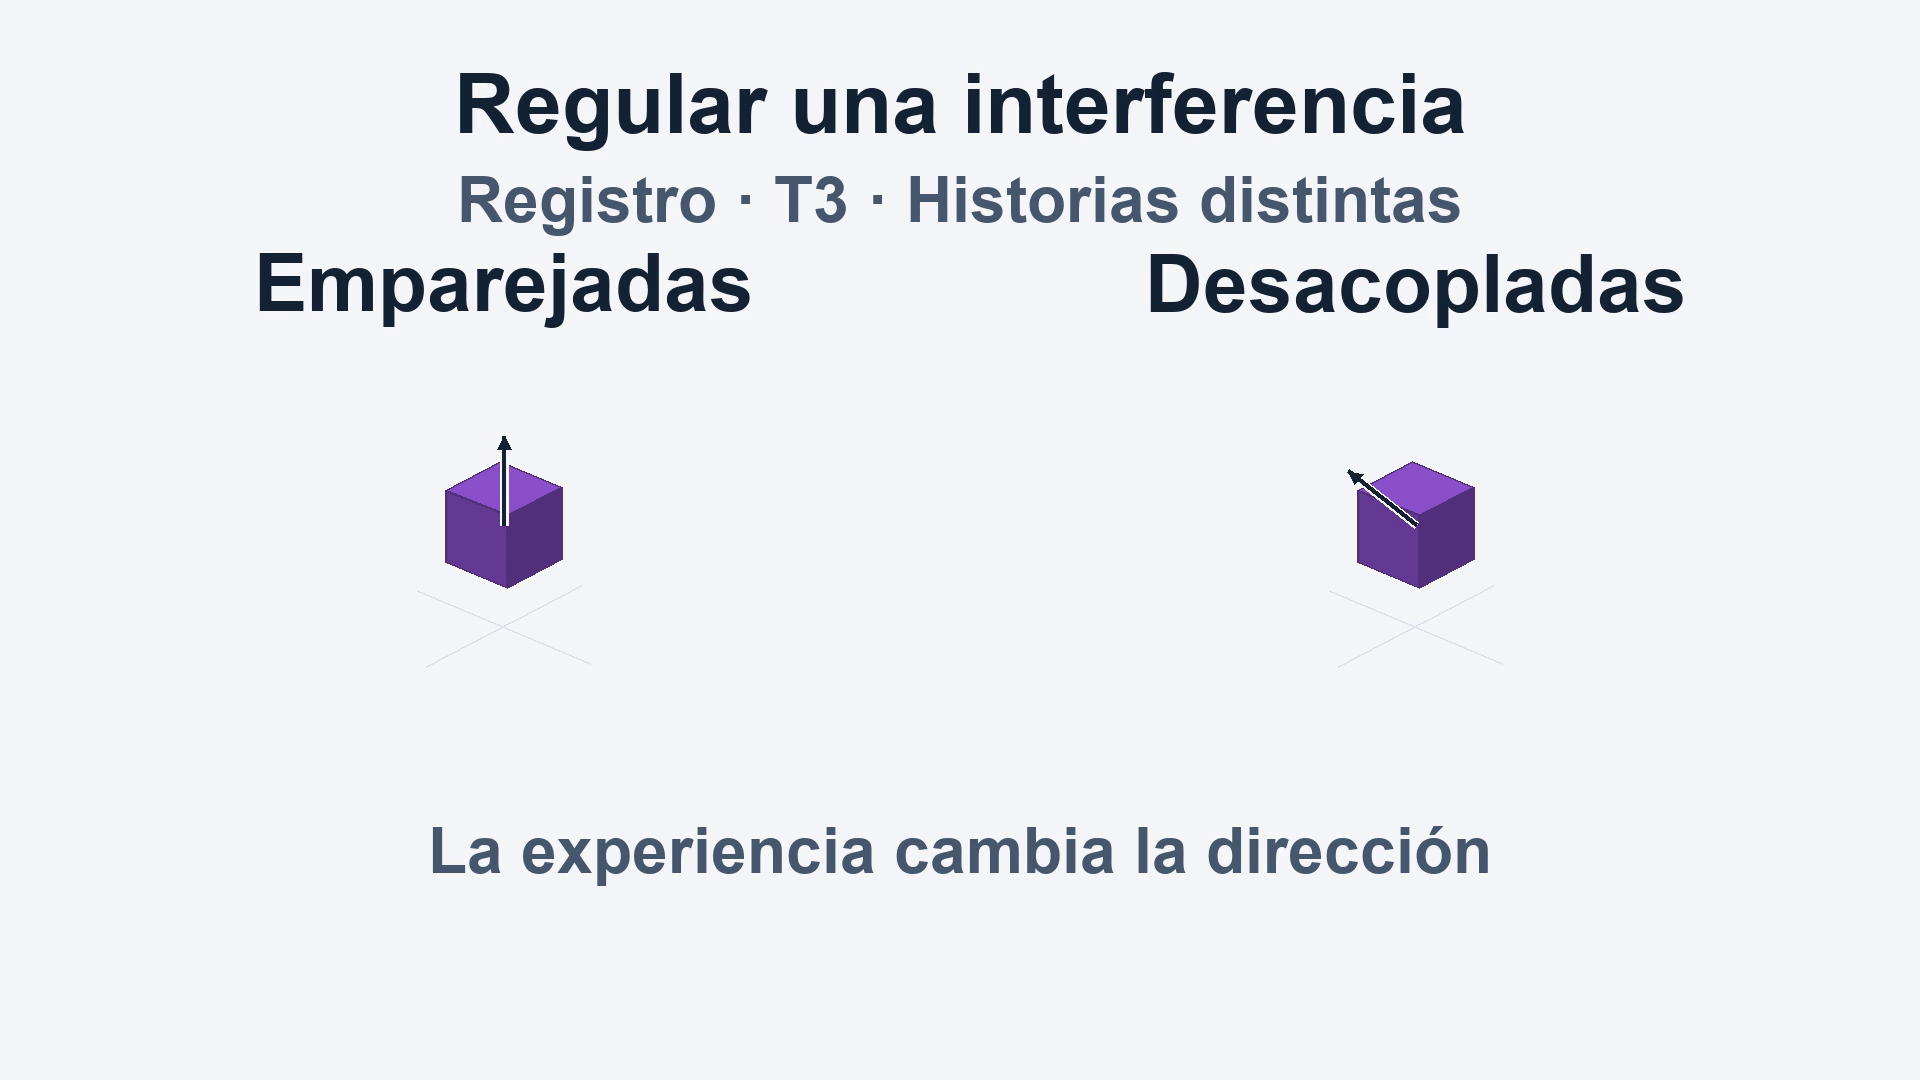 Regular una interferencia
Registro · T3 · Historias distintas
Emparejadas
Desacopladas
La experiencia cambia la dirección